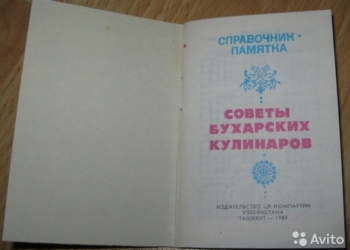 СПРАВОЧНИК-
ПАМЯТКА
СОВЕТЫ
БУХАРСКИХ
КУЛИНАРОВ
ИЗДАТЕЛЬСТВО ЦК КОМПАРТИИ
УЗБЕКИСТАНА
ТАШКЕНТ — 1989
Avito